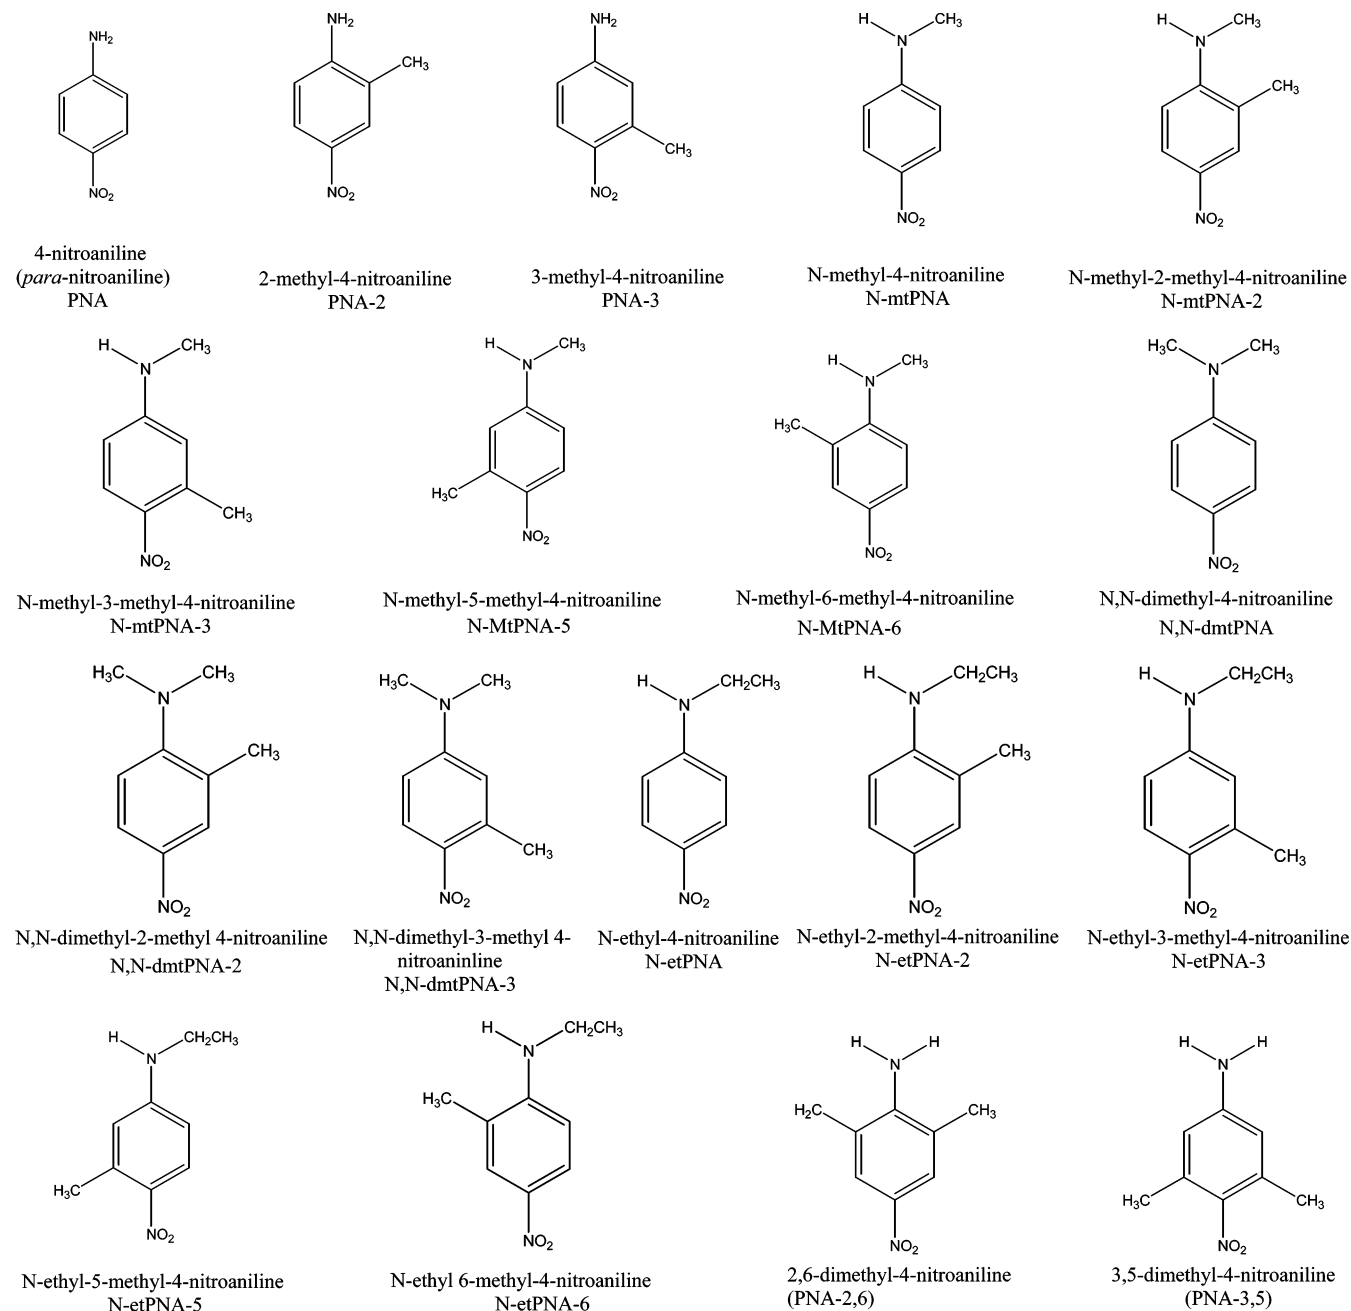 NH2
NH2
CH3
NH2
CH3
H
N
CH3
H
N
CH3
CH3
NO2
NO2
NO2
NO2
NO2
4-nitroaniline
(para-nitroaniline)
PNA
2-methyl-4-nitroaniline
PNA-2
3-methyl-4-nitroaniline
PNA-3
N-methyl-4-nitroaniline
N-mtPNA
N-methyl-2-methyl-4-nitroaniline
N-mtPNA-2
H
N
CH3
CH3
NO2
H
N
CH3
H3C
NO2
H
N
CH3
H3C
NO2
H3C
N
CH3
NO2
N-methyl-3-methyl-4-nitroaniline
N-mtPNA-3
N-methyl-5-methyl-4-nitroaniline
N-MtPNA-5
N-methyl-6-methyl-4-nitroaniline
N-MtPNA-6
N,N-dimethyl-4-nitroaniline
N,N-dmtPNA
H3C
N
CH3
CH3
NO2
H3C
N
CH3
CH3
NO2
H
N
CH2CH3
NO2
H
N
CH2CH3
CH3
NO2
H
N
CH2CH3
CH3
NO2
N,N-dimethyl-2-methyl 4-nitroaniline
N,N-dmtPNA-2
N,N-dimethyl-3-methyl 4-
nitroaninline
N,N-dmtPNA-3
N-ethyl-4-nitroaniline
N-etPNA
N-ethyl-2-methyl-4-nitroaniline
N-etPNA-2
N-ethyl-3-methyl-4-nitroaniline
N-etPNA-3
H
N
CH2CH3
H3C
NO2
H
N
CH2CH3
H3C
NO2
H
N
H
H2C
CH3
NO2
H
N
H
H3C
CH3
NO2
N-ethyl-5-methyl-4-nitroaniline
N-etPNA-5
N-ethyl 6-methyl-4-nitroaniline
N-etPNA-6
2,6-dimethyl-4-nitroaniline
(PNA-2,6)
3,5-dimethyl-4-nitroaniline
(PNA-3,5)